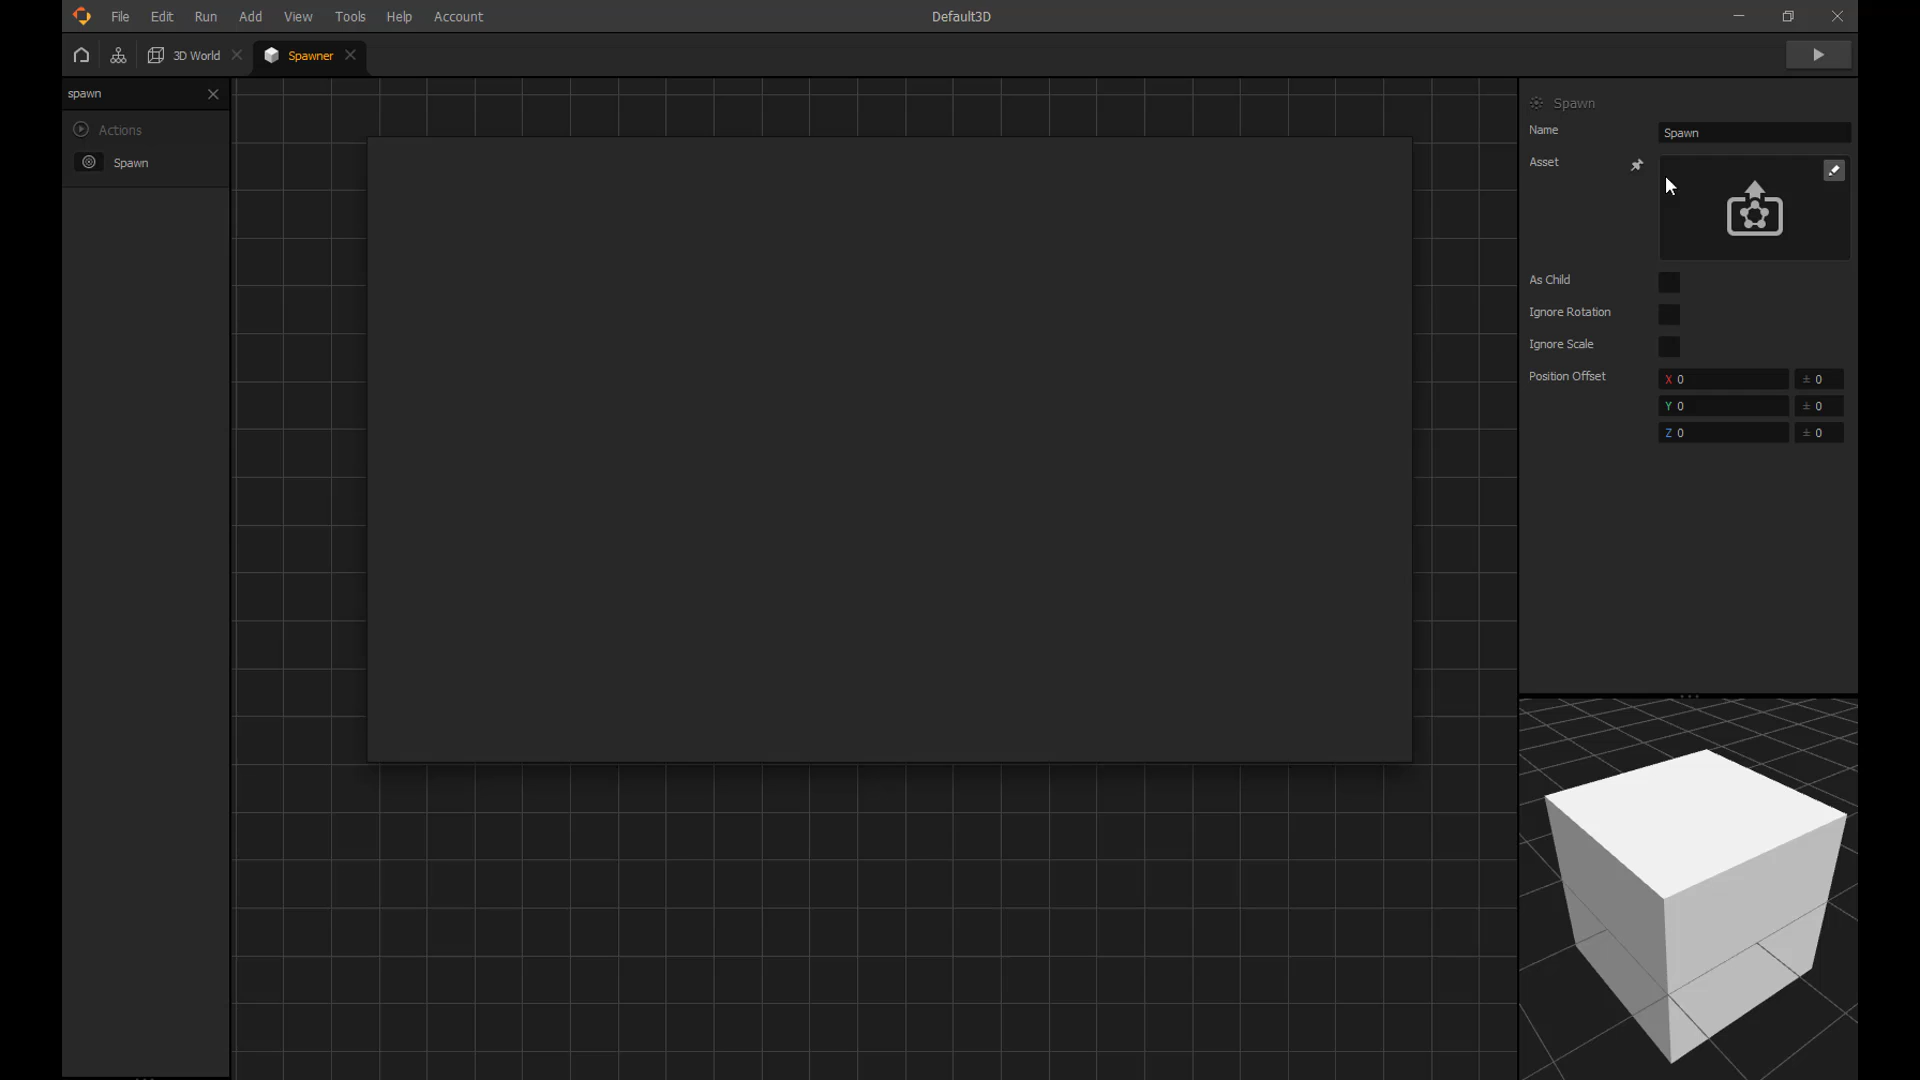 File Edit Run Add View Tools Help Account
Default3D
3D World
Spawner
spawn
Actions
Spawn
Spawn
Name
Spawn
Asset
As Child
Ignore Rotation
Ignore Scale
Position Offset
X 0 ± 0
Y 0 ± 0
Z 0 ± 0